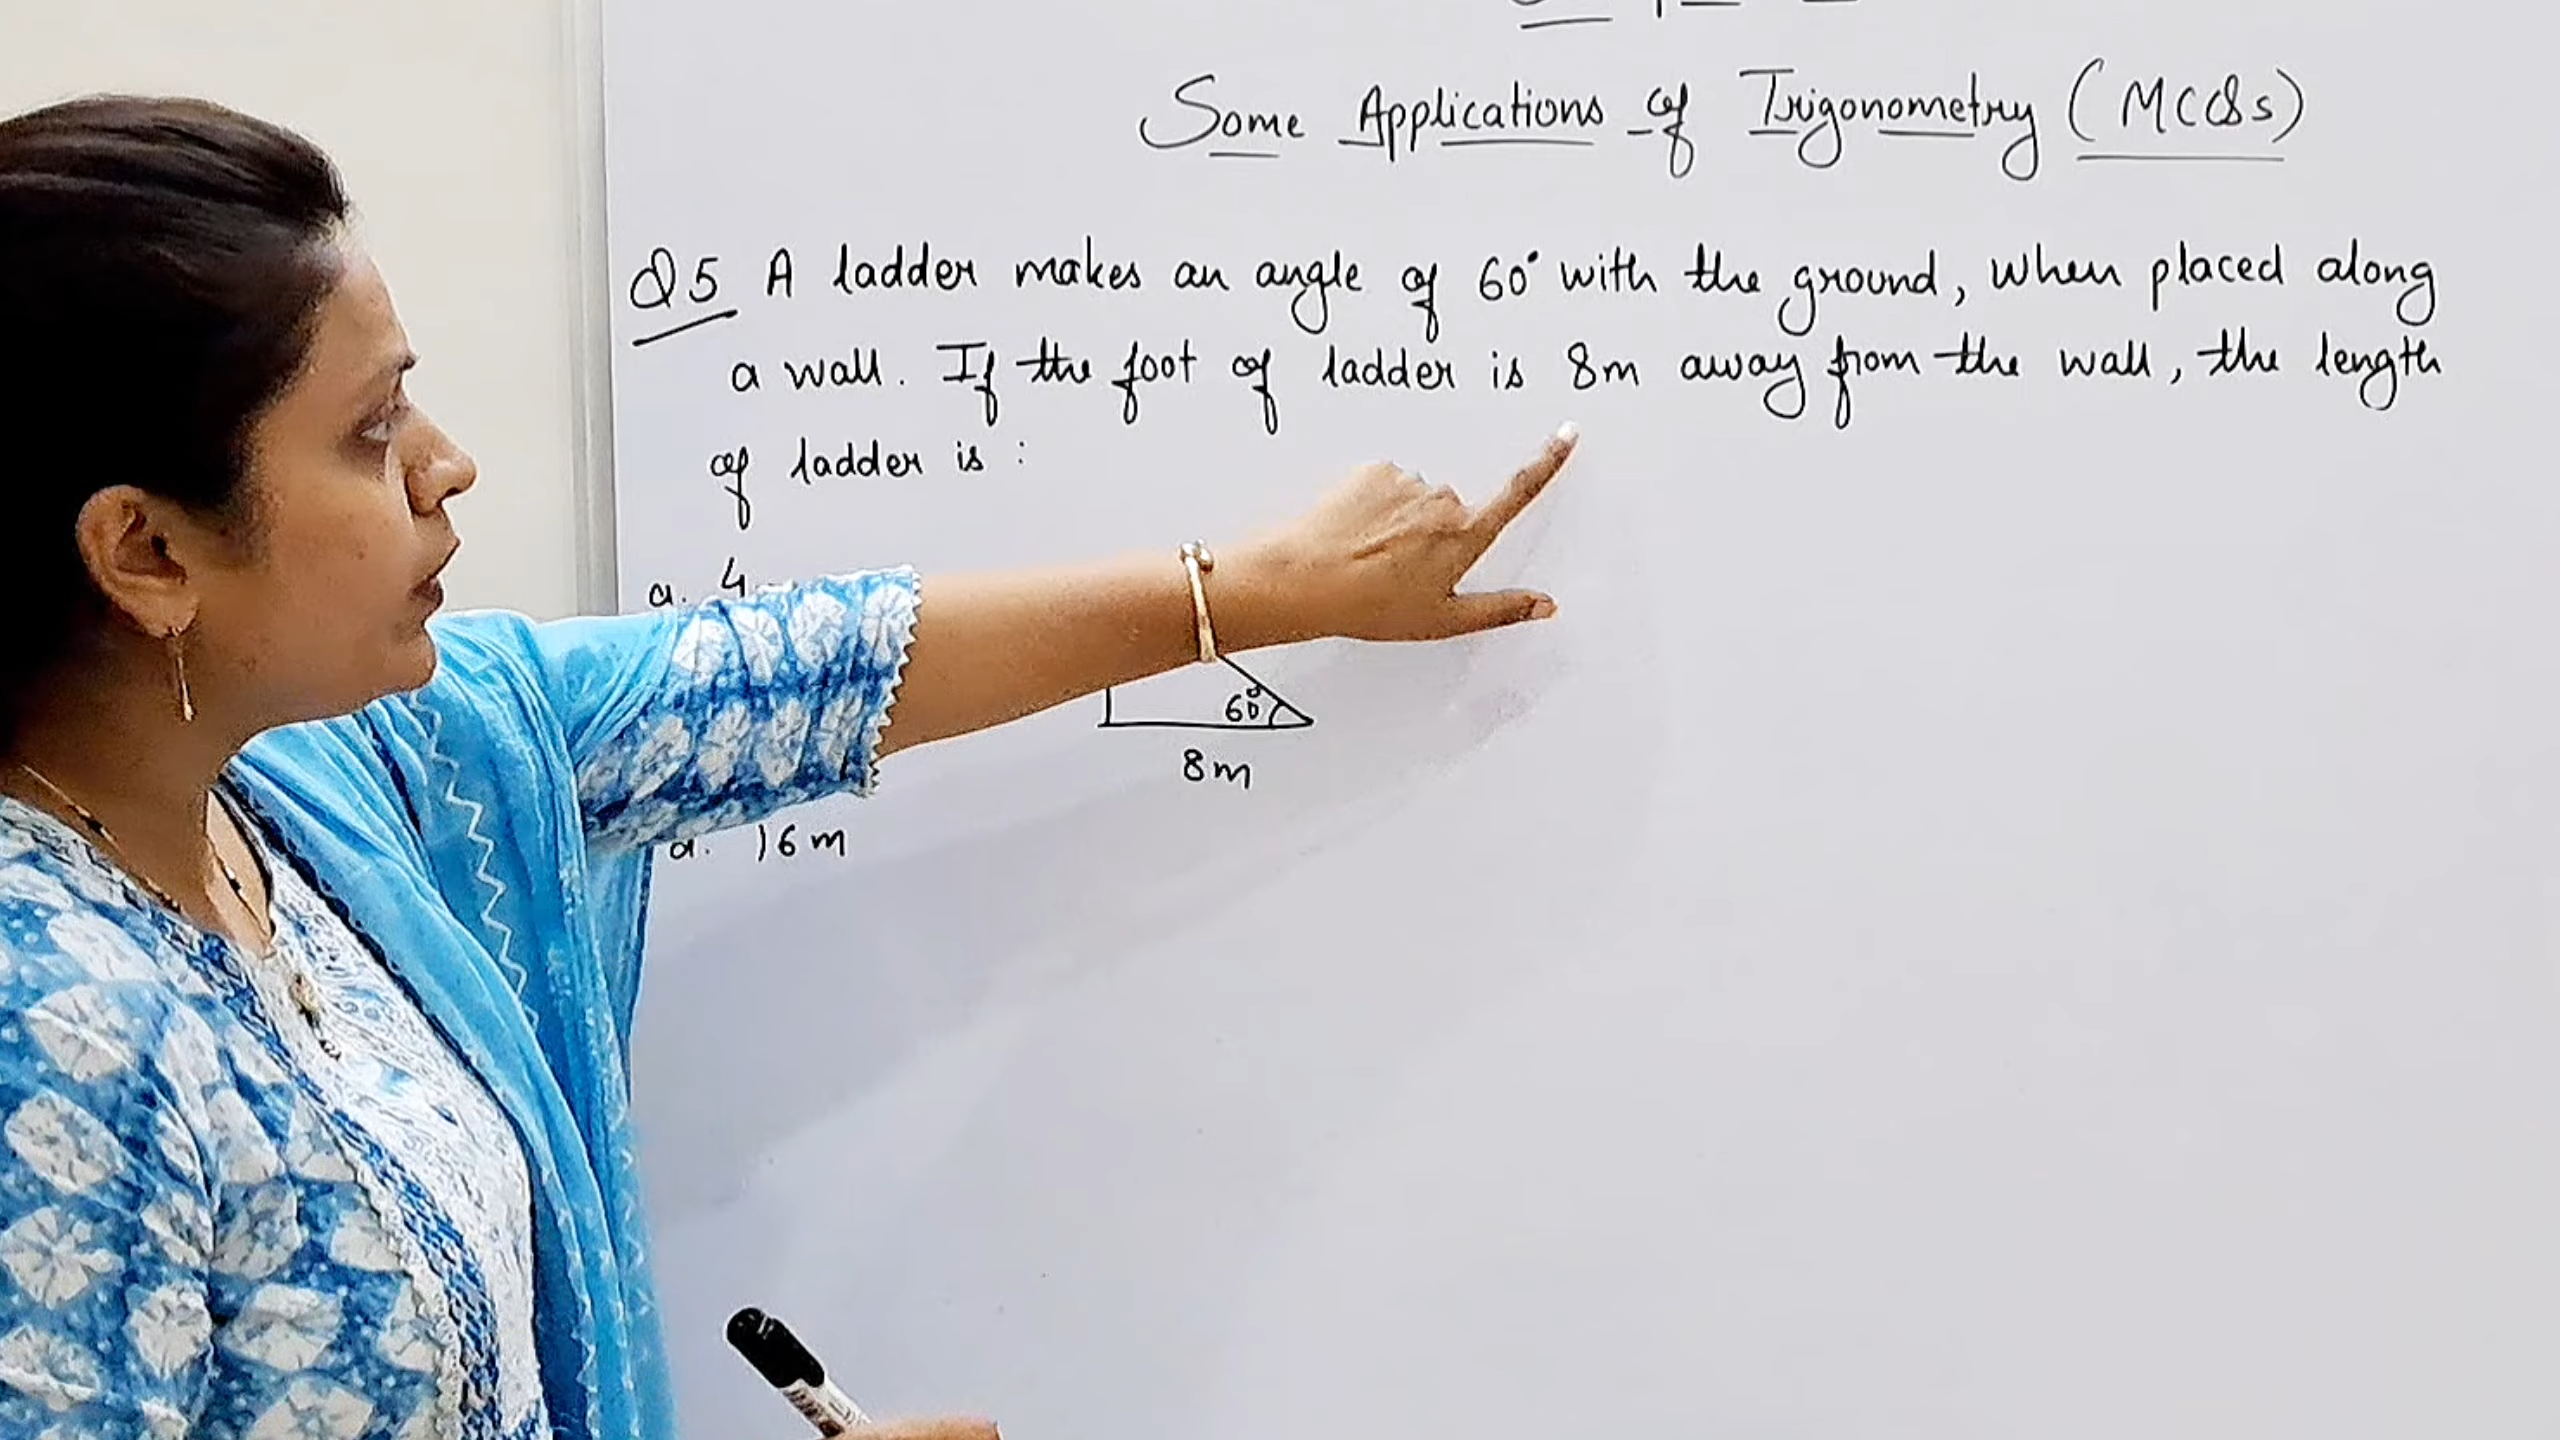 Some Applications of Trigonometry (MCQs)
Q5 A ladder makes an angle of 60° with the ground, when placed along
a wall. If the foot of ladder is 8m away from the wall, the length
of ladder is :
a. 4
60°
8m
d. 16m